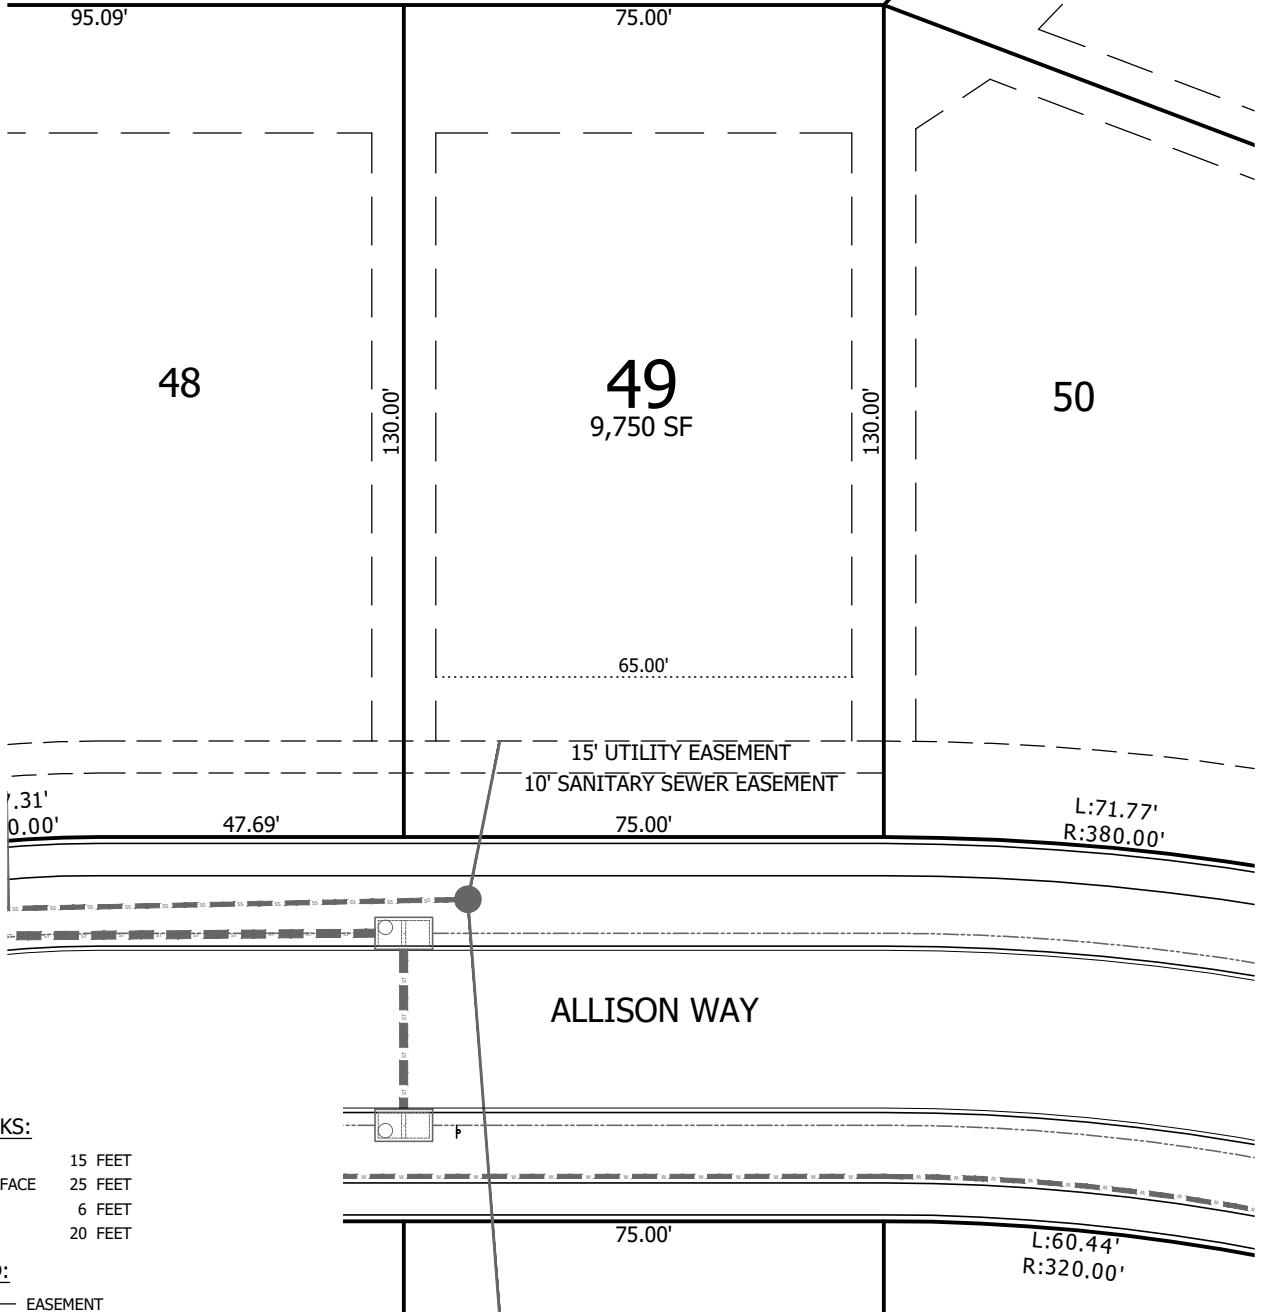 95.09'
75.00'
48
130.00'
49
9,750 SF
130.00'
50
65.00'
15' UTILITY EASEMENT
10' SANITARY SEWER EASEMENT
7.31'
0.00'
47.69'
75.00'
L:71.77'
R:380.00'
ALLISON WAY
KS:
15 FEET
FACE 25 FEET
6 FEET
20 FEET
75.00'
L:60.44'
R:320.00'
EASEMENT